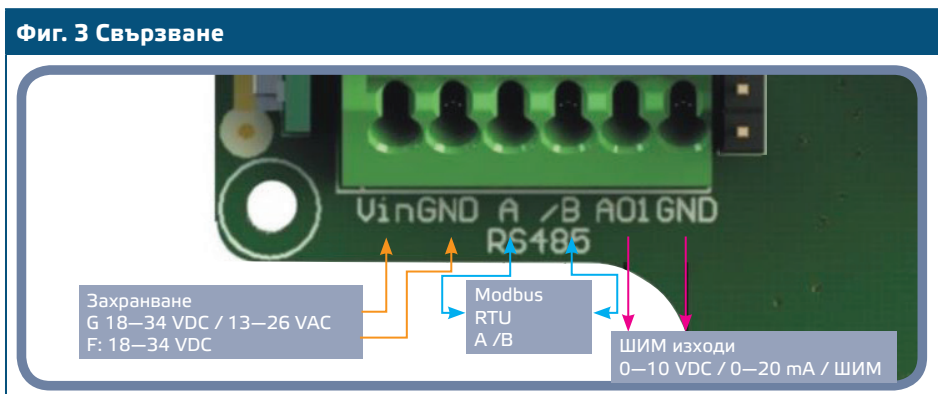 Фиг. 3 Свързване
VinGND A /B AO1GND
RS485
Захранване
G 18—34 VDC / 13—26 VAC
F: 18—34 VDC
Modbus
RTU
A /B
ШИМ изходи
0—10 VDC / 0—20 mA / ШИМ